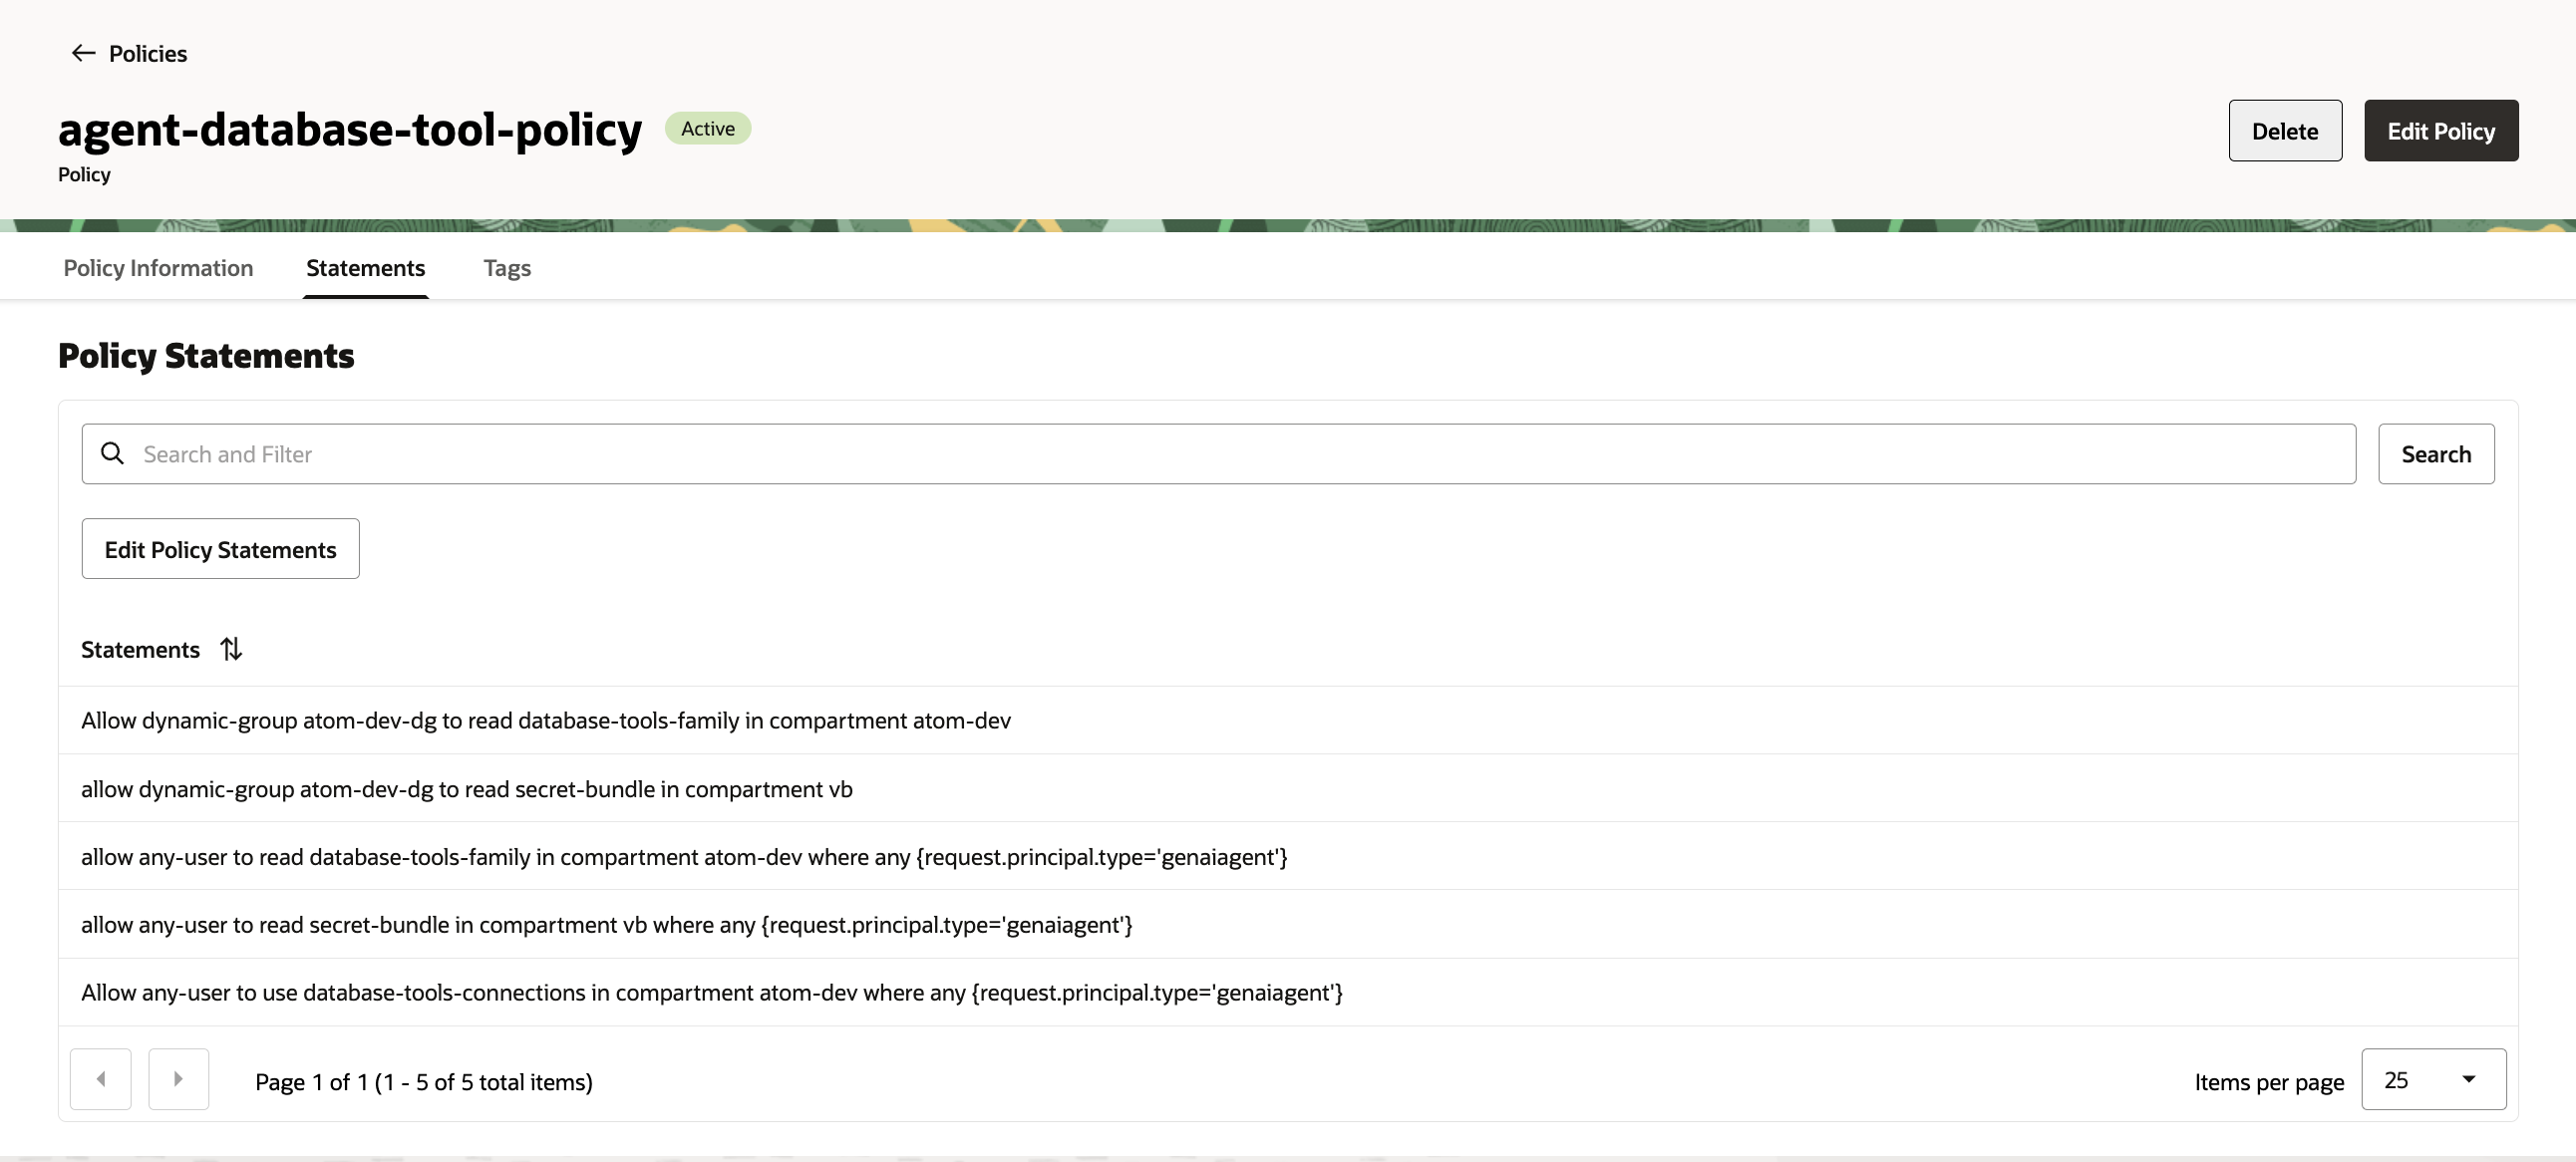 Policies
agent-database-tool-policy Active
Delete Edit Policy
Policy
Policy Information Statements Tags
Policy Statements
Search and Filter Search
Edit Policy Statements
Statements
Allow dynamic-group atom-dev-dg to read database-tools-family in compartment atom-dev
allow dynamic-group atom-dev-dg to read secret-bundle in compartment vb
allow any-user to read database-tools-family in compartment atom-dev where any {request.principal.type='genaiagent'}
allow any-user to read secret-bundle in compartment vb where any {request.principal.type='genaiagent'}
Allow any-user to use database-tools-connections in compartment atom-dev where any {request.principal.type='genaiagent'}
Page 1 of 1 (1 - 5 of 5 total items) Items per page 25